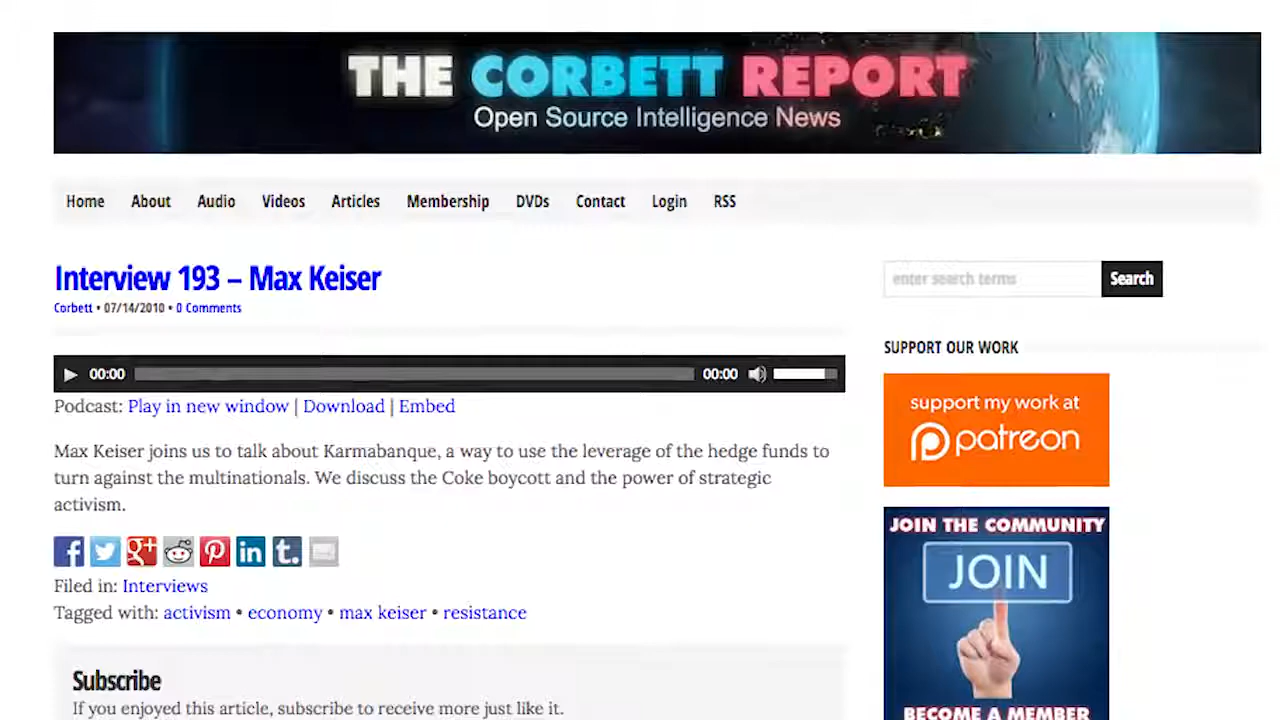 THE CORBETT REPORT
Open Source Intelligence News
Home About Audio Videos Articles Membership DVDs Contact Login RSS
Interview 193 – Max Keiser
Corbett • 07/14/2010 • 0 Comments
enter search terms Search
00:00 00:00
Podcast: Play in new window | Download | Embed
Max Keiser joins us to talk about Karmabanque, a way to use the leverage of the hedge funds to
turn against the multinationals. We discuss the Coke boycott and the power of strategic
activism.
Filed in: Interviews
Tagged with: activism • economy • max keiser • resistance
Subscribe
If you enjoyed this article, subscribe to receive more just like it.
SUPPORT OUR WORK
support my work at
patreon
JOIN THE COMMUNITY
JOIN
BECOME A MEMBER